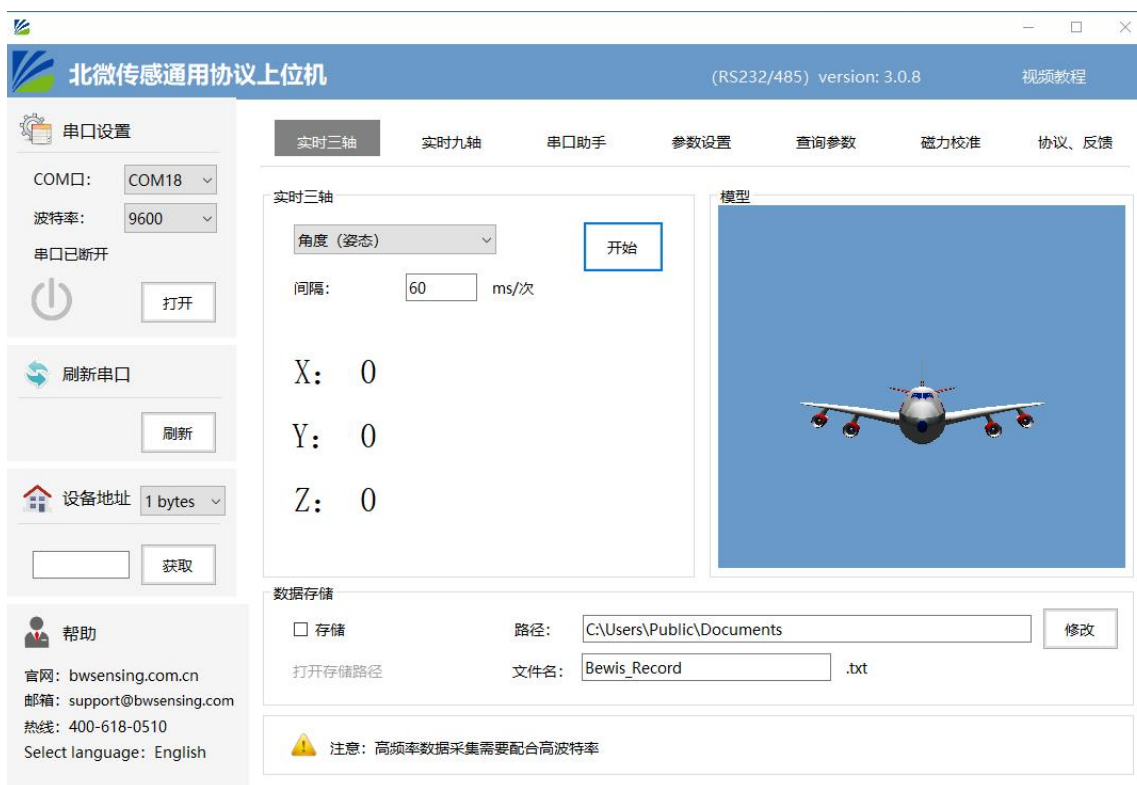 北微传感通用协议上位机
(RS232/485) version: 3.0.8
视频教程
串口设置
COM口:
COM18
波特率:
9600
串口已断开
打开
刷新串口
刷新
设备地址
1 bytes
获取
帮助
官网: bwsensing.com.cn
邮箱: support@bwsensing.com
热线: 400-618-0510
Select language: English
实时三轴
实时九轴
串口助手
参数设置
查询参数
磁力校准
协议、反馈
实时三轴
角度（姿态）
开始
间隔:
60
ms/次
X: 0
Y: 0
Z: 0
模型
数据存储
存储
路径:
C:\Users\Public\Documents
修改
打开存储路径
文件名:
Bewis_Record
.txt
注意: 高频率数据采集需要配合高波特率